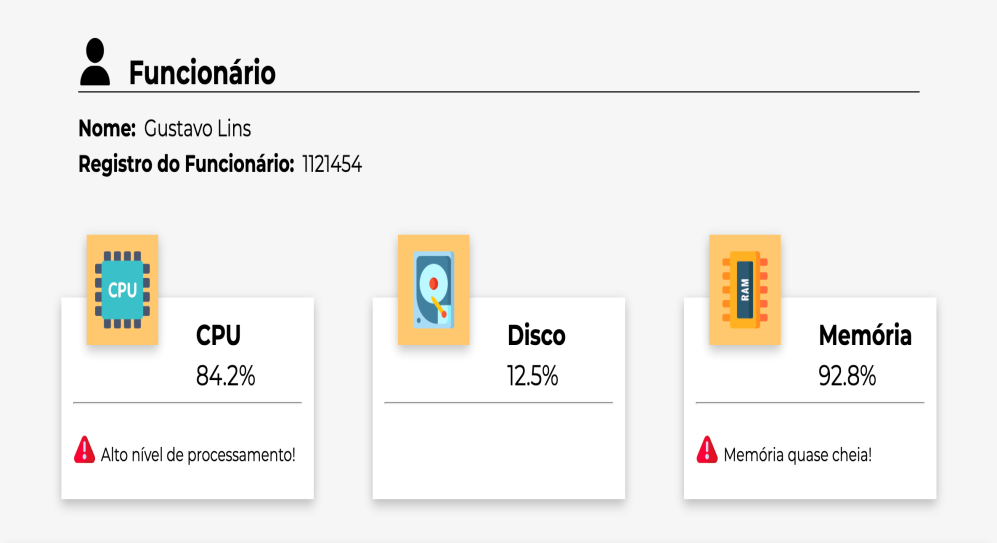 Funcionário
Nome: Gustavo Lins
Registro do Funcionário: 1121454
CPU
CPU
84.2%
Alto nível de processamento!
Disco
12.5%
RAM
Memória
92.8%
Memória quase cheia!